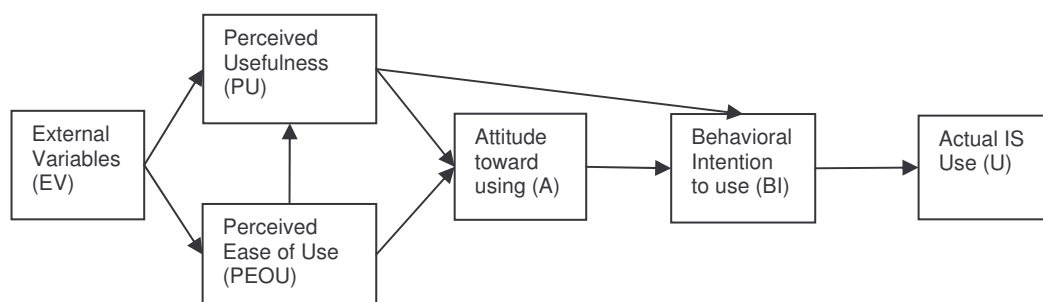 External
Variables
(EV)
Perceived
Usefulness
(PU)
Perceived
Ease of Use
(PEOU)
Attitude
toward
using (A)
Behavioral
Intention
to use (BI)
Actual IS
Use (U)